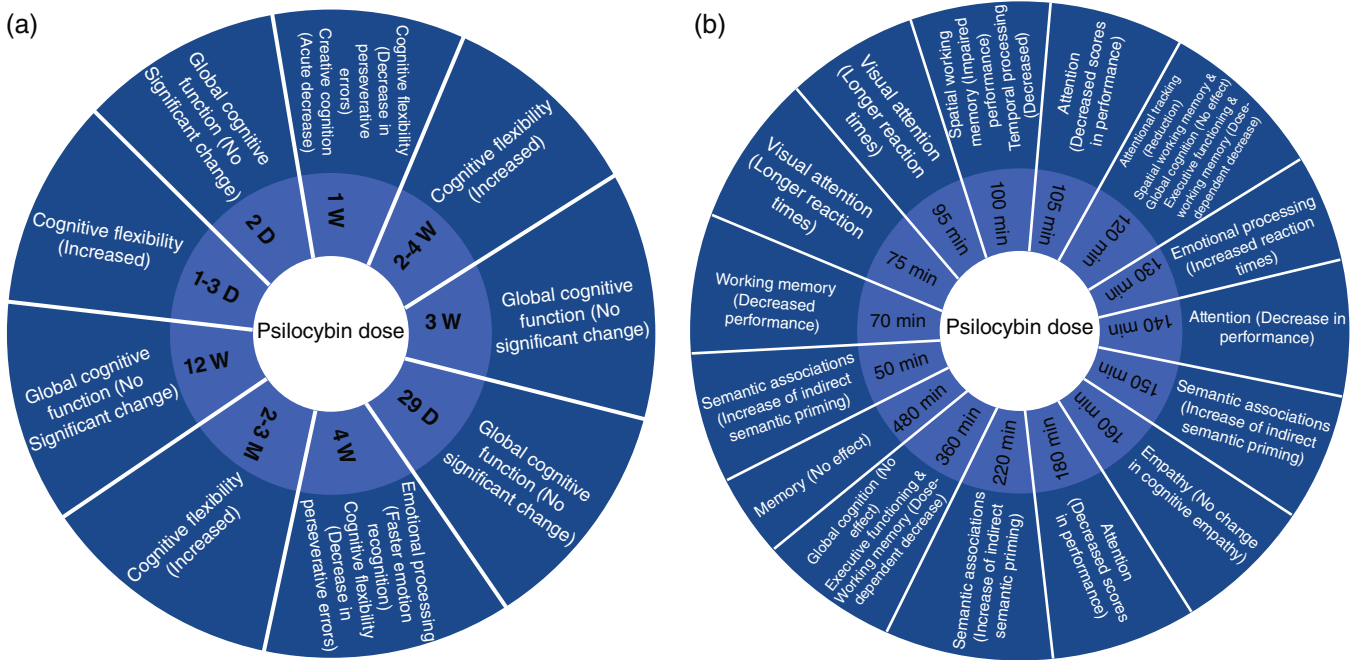 (a)
Psilocybin dose
1 W
Cognitive flexibility
(Decrease in
perseverative
errors)
Creative cognition
(Acute decrease)
2-4 W
Cognitive flexibility
(Increased)
3 W
Global cognitive
function (No
significant change)
29 D
Global cognitive
function (No
significant change)
4 W
Emotional processing
(Faster emotion
recognition)
Cognitive flexibility
(Decrease in
perseverative errors)
2-3 M
Cognitive flexibility
(Increased)
12 W
Global cognitive
function (No
Significant change)
1-3 D
Cognitive flexibility
(Increased)
2 D
Global cognitive
function (No
Significant change)
(b)
Psilocybin dose
50 min
Semantic associations
(Increase of indirect
semantic priming)
70 min
Working memory
(Decreased
performance)
75 min
Visual attention
(Longer reaction
times)
95 min
Visual attention
(Longer reaction
times)
100 min
Spatial working
memory (Impaired
performance)
Temporal processing
(Decreased)
105 min
Attention
(Decreased scores
in performance)
120 min
Attentional tracking
(Reduction)
Spatial working memory &
Global cognition (No effect)
Executive functioning &
working memory (Dose-
dependent decrease)
130 min
Emotional processing
(Increased reaction
times)
140 min
Attention (Decrease in
performance)
150 min
Semantic associations
(Increase of indirect
semantic priming)
160 min
Empathy (No change
in cognitive empathy)
180 min
Attention
(Decreased scores
in performance)
220 min
Semantic associations
(Increase of indirect
semantic priming)
360 min
Global cognition (No
effect)
Executive functioning &
Working memory (Dose-
dependent decrease)
480 min
Memory (No effect)